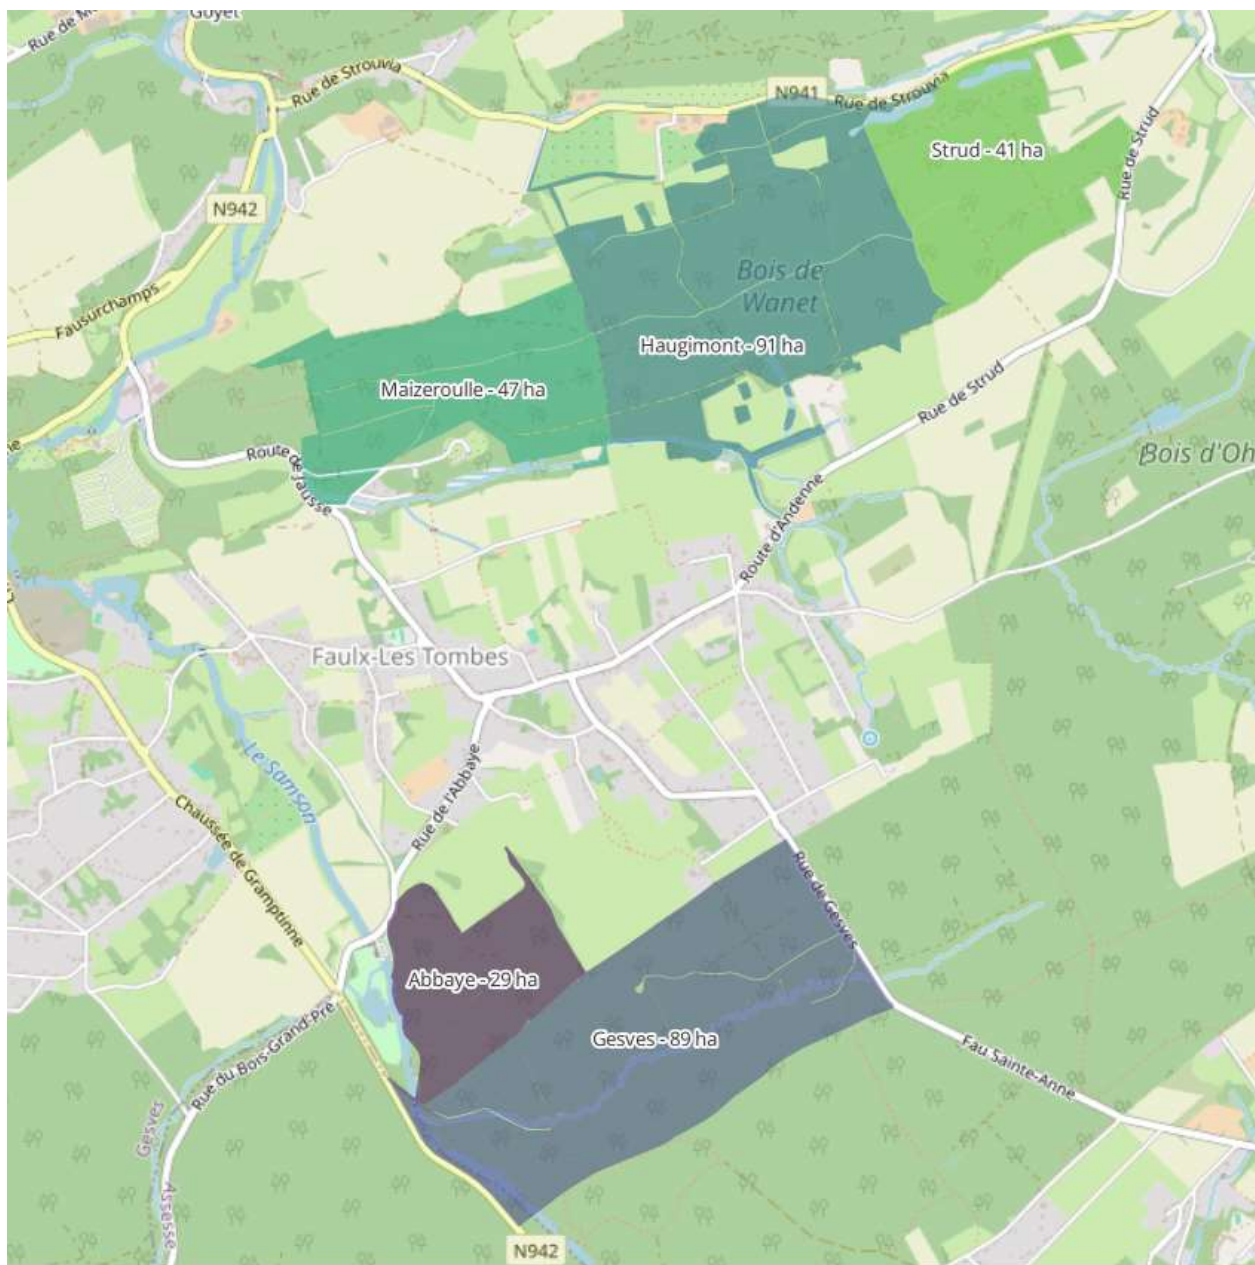 Goyet
Rue de M
Rue de Strouvia
N941
Rue de Strouvia
Strud - 41 ha
Rue de Strud
N942
Bois de
Wanet
Fausurchamps
Haugimont - 91 ha
Maizeroulle - 47 ha
Rue de Strud
ne
Route de Jausse
Bois d'Oh
Route d'Andenne
Faulx-Les Tombes
Le Samson
Rue de l'Abbaye
Chaussée de Gramptinne
Rue de Gesves
Abbaye - 29 ha
Gesves - 89 ha
Rue du Bois-Grand-Pré
Fau Sainte-Anne
Gesves
Assesse
N942